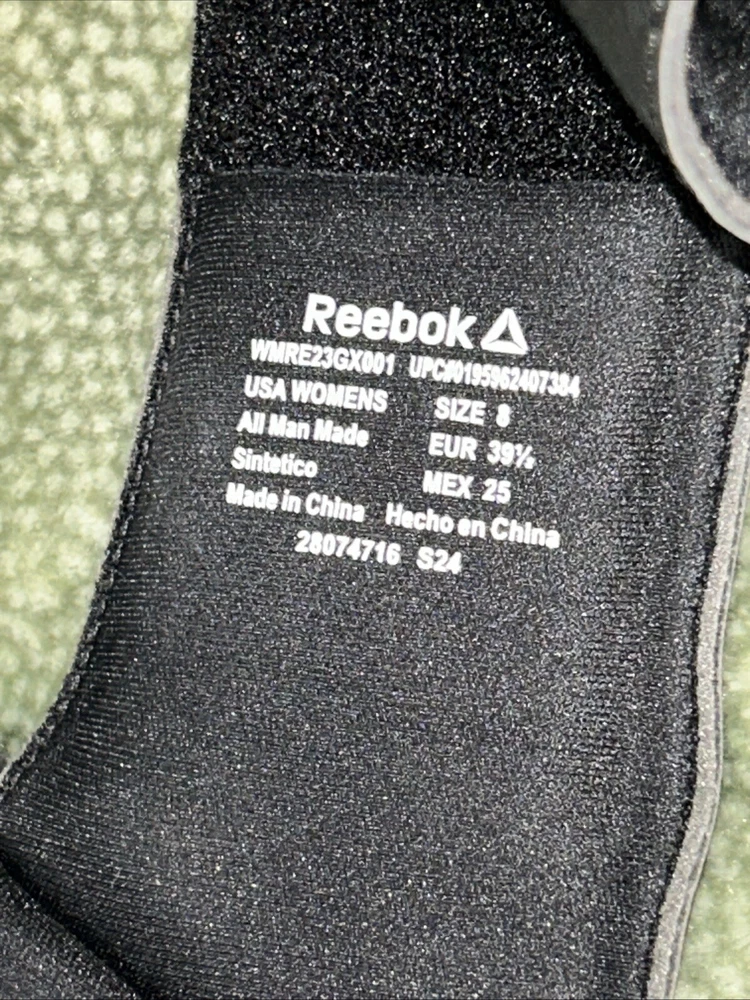 Reebok
WMRE23GX001 UPC#0195962407384
USA WOMENS SIZE 8
All Man Made EUR 39½
Sintetico MEX 25
Made in China Hecho en China
28074716 S24